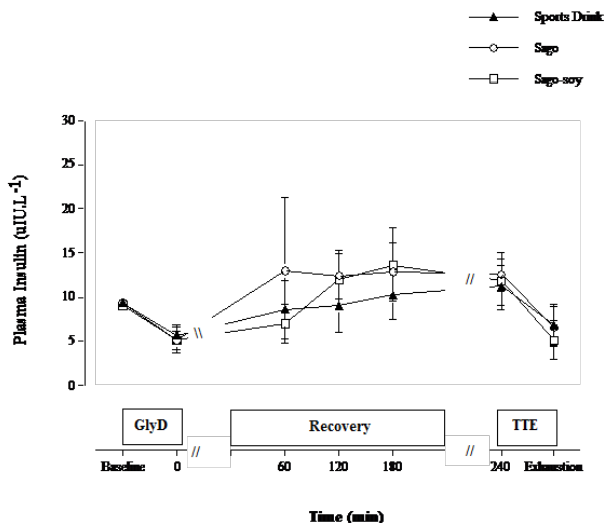 Sports Drink
Sago
Sago-soy
Plasma Insulin (uIU.L-1)
30
25
20
15
10
5
0
//
//
GlyD
Recovery
TTE
//
//
Baseline 0 60 120 180 240 Exhaustion
Time (min)